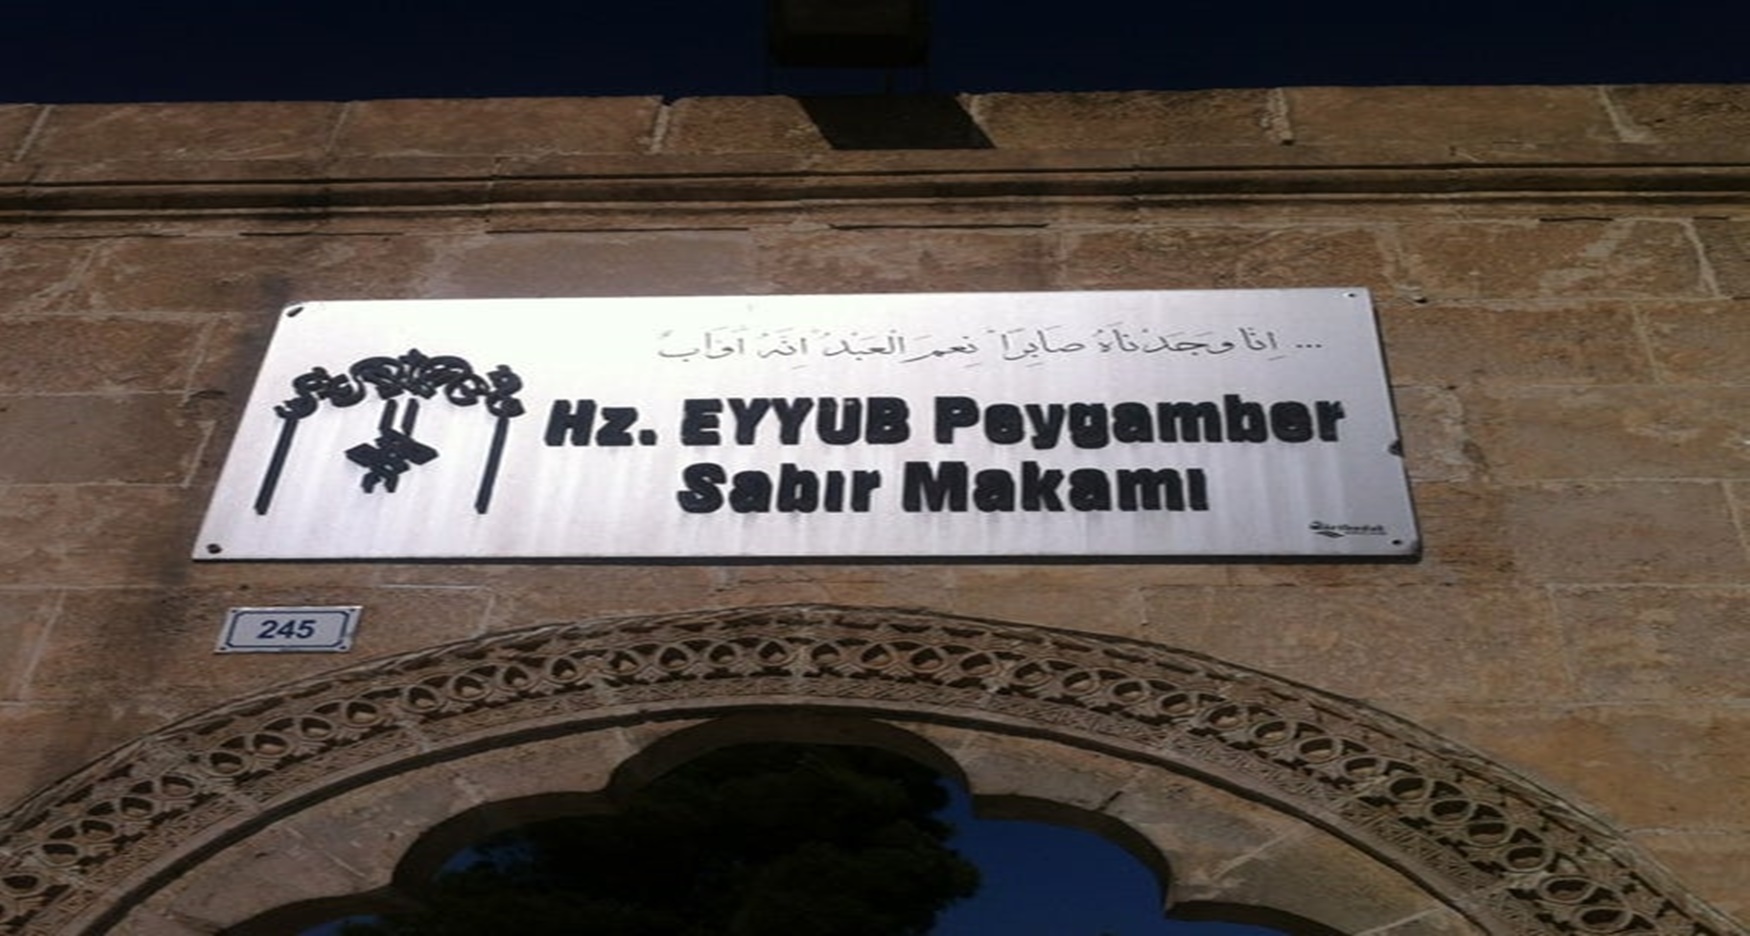 ... اِنَّا وَجَدْنَاهُ صَابِرًا نِعْمَ الْعَبْدُ اِنَّهُ اَوَّابٌ
Hz. EYYUB Peygamber
Sabır Makamı
245